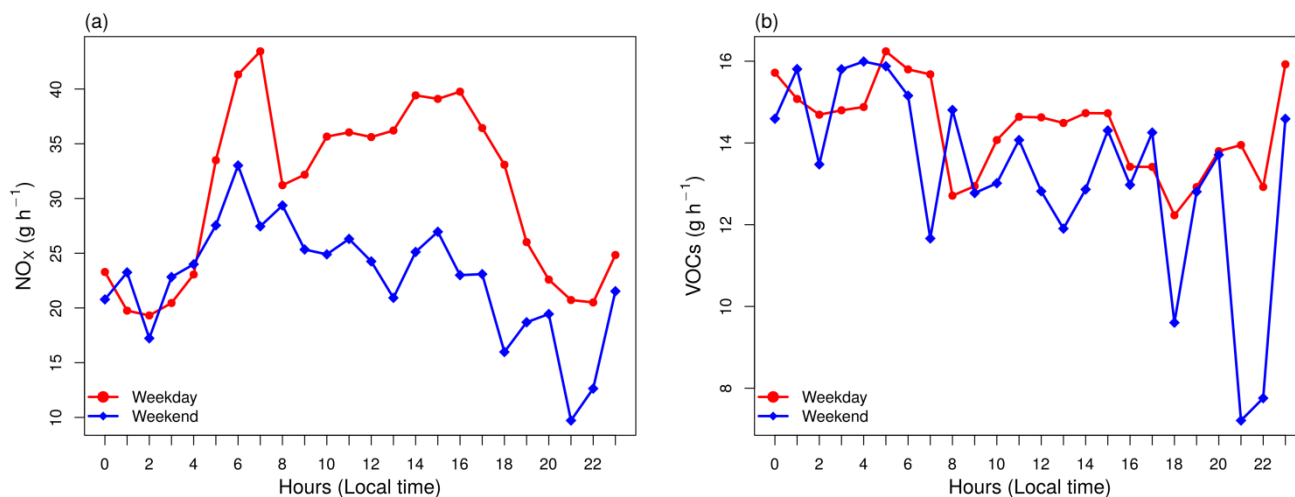 (a)
NOX (g h−1)
40
35
30
25
20
15
10
Weekday
Weekend
0 2 4 6 8 10 12 14 16 18 20 22
Hours (Local time)
(b)
VOCs (g h−1)
16
14
12
10
8
Weekday
Weekend
0 2 4 6 8 10 12 14 16 18 20 22
Hours (Local time)